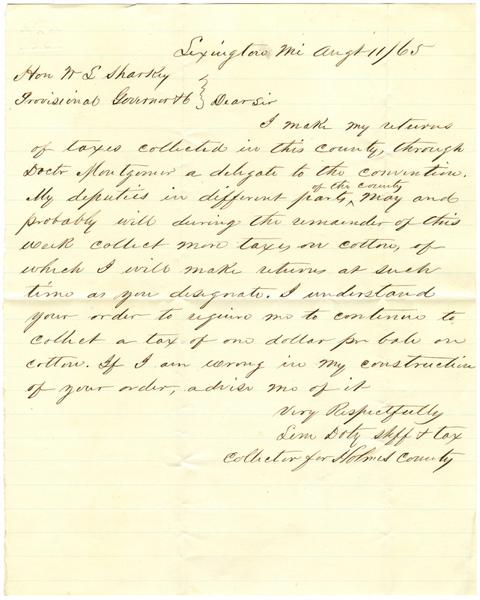 Lexington Mi Augt 11/65
Hon W L Sharkey
Provisional Governor &c } Dear Sir
I make my returns
of taxes collected in this county, through
Doctr Montgomer a delegate to the convention.
My deputies in different parts of the county, may and
probably will during the remainder of this
week collect more taxes on cotton, of
which I will make returns at such
time as you designate. I understand
your order to require me to continue to
collect a tax of one dollar pr bale on
cotton. If I am wrong in my construction
of your order, advise me of it
Very Respectfully
Lem Doty Shff & tax
Collector for Holmes County